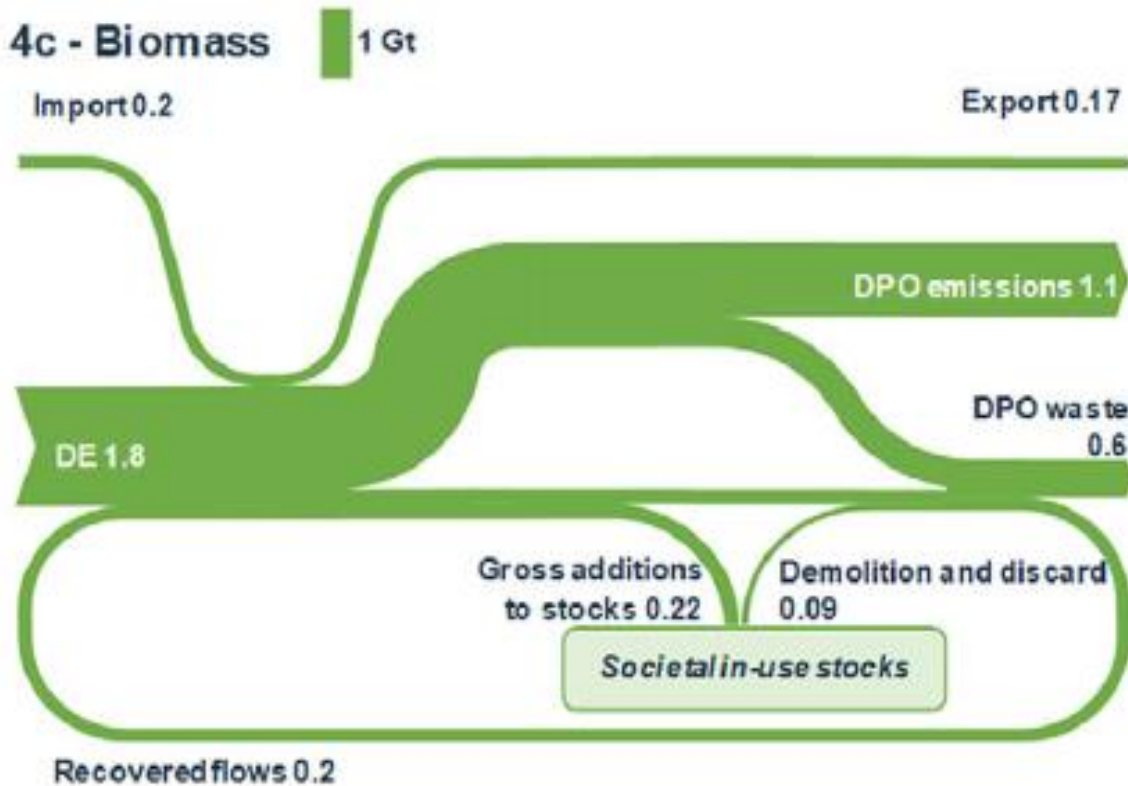 4c - Biomass
1 Gt
Import 0.2
Export 0.17
DPO emissions 1.1
DPO waste
0.6
DE 1.8
Gross additions
to stocks 0.22
Demolition and discard
0.09
Societal in-use stocks
Recovered flows 0.2